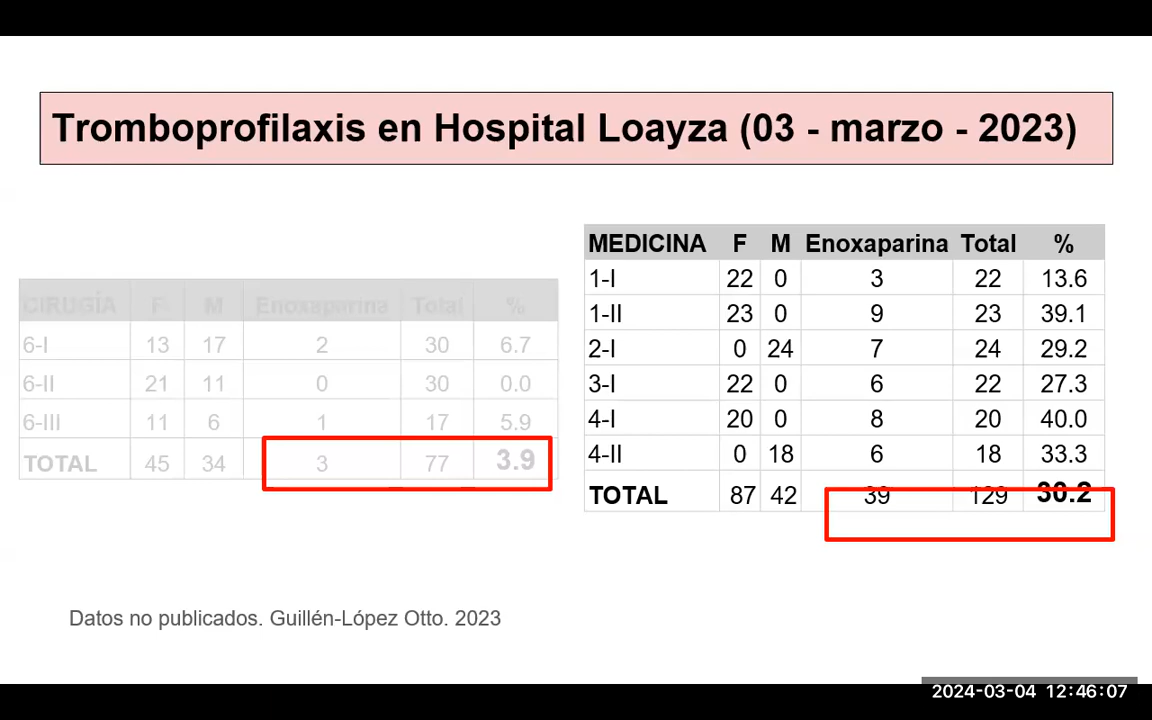 Tromboprofilaxis en Hospital Loayza (03 - marzo - 2023)
CIRUGÍA F M Enoxaparina Total %
6-I 13 17 2 30 6.7
6-II 21 11 0 30 0.0
6-III 11 6 1 17 5.9
TOTAL 45 34 3 77 3.9
MEDICINA F M Enoxaparina Total %
1-I 22 0 3 22 13.6
1-II 23 0 9 23 39.1
2-I 0 24 7 24 29.2
3-I 22 0 6 22 27.3
4-I 20 0 8 20 40.0
4-II 0 18 6 18 33.3
TOTAL 87 42 39 129 30.2
Datos no publicados. Guillén-López Otto. 2023
2024-03-04 12:46:07